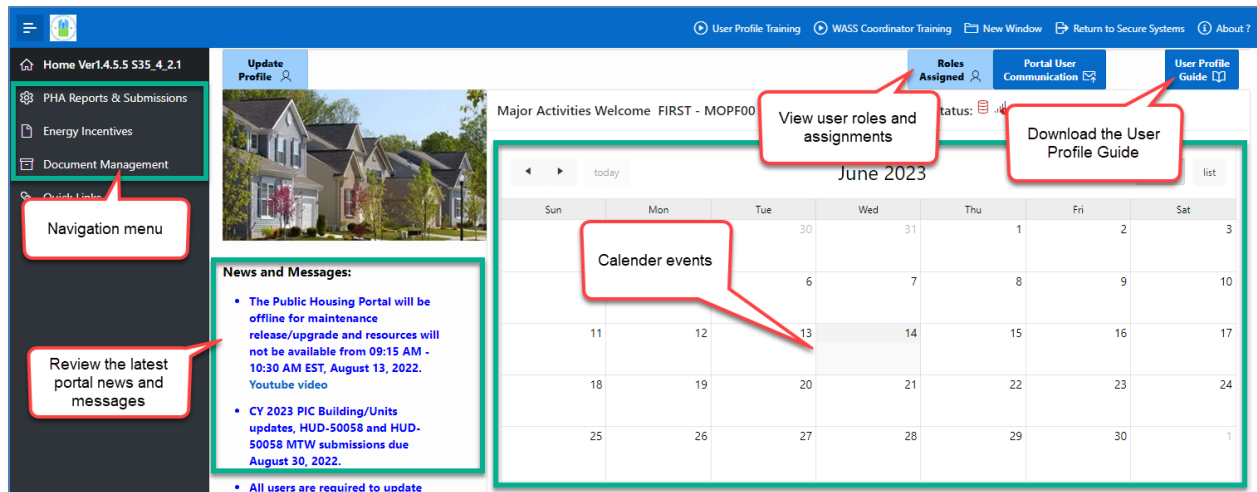 User Profile Training
WASS Coordinator Training
New Window
Return to Secure Systems
About ?
Home Ver1.4.5.5 S35_4_2.1
PHA Reports & Submissions
Energy Incentives
Document Management
Quick Links
Navigation menu
Update
Profile
Roles
Assigned
Portal User
Communication
User Profile
Guide
Major Activities Welcome FIRST - MOPF00
tatus:
View user roles and
assignments
Download the User
Profile Guide
today
June 2023
list
Sun Mon Tue Wed Thu Fri Sat
30 31 1 2 3
6 7 8 9 10
11 12 13 14 15 16 17
18 19 20 21 22 23 24
25 26 27 28 29 30 1
Calender events
News and Messages:
• The Public Housing Portal will be
offline for maintenance
release/upgrade and resources will
not be available from 09:15 AM -
10:30 AM EST, August 13, 2022.
Youtube video
• CY 2023 PIC Building/Units
updates, HUD-50058 and HUD-
50058 MTW submissions due
August 30, 2022.
• All users are required to update
Review the latest
portal news and
messages